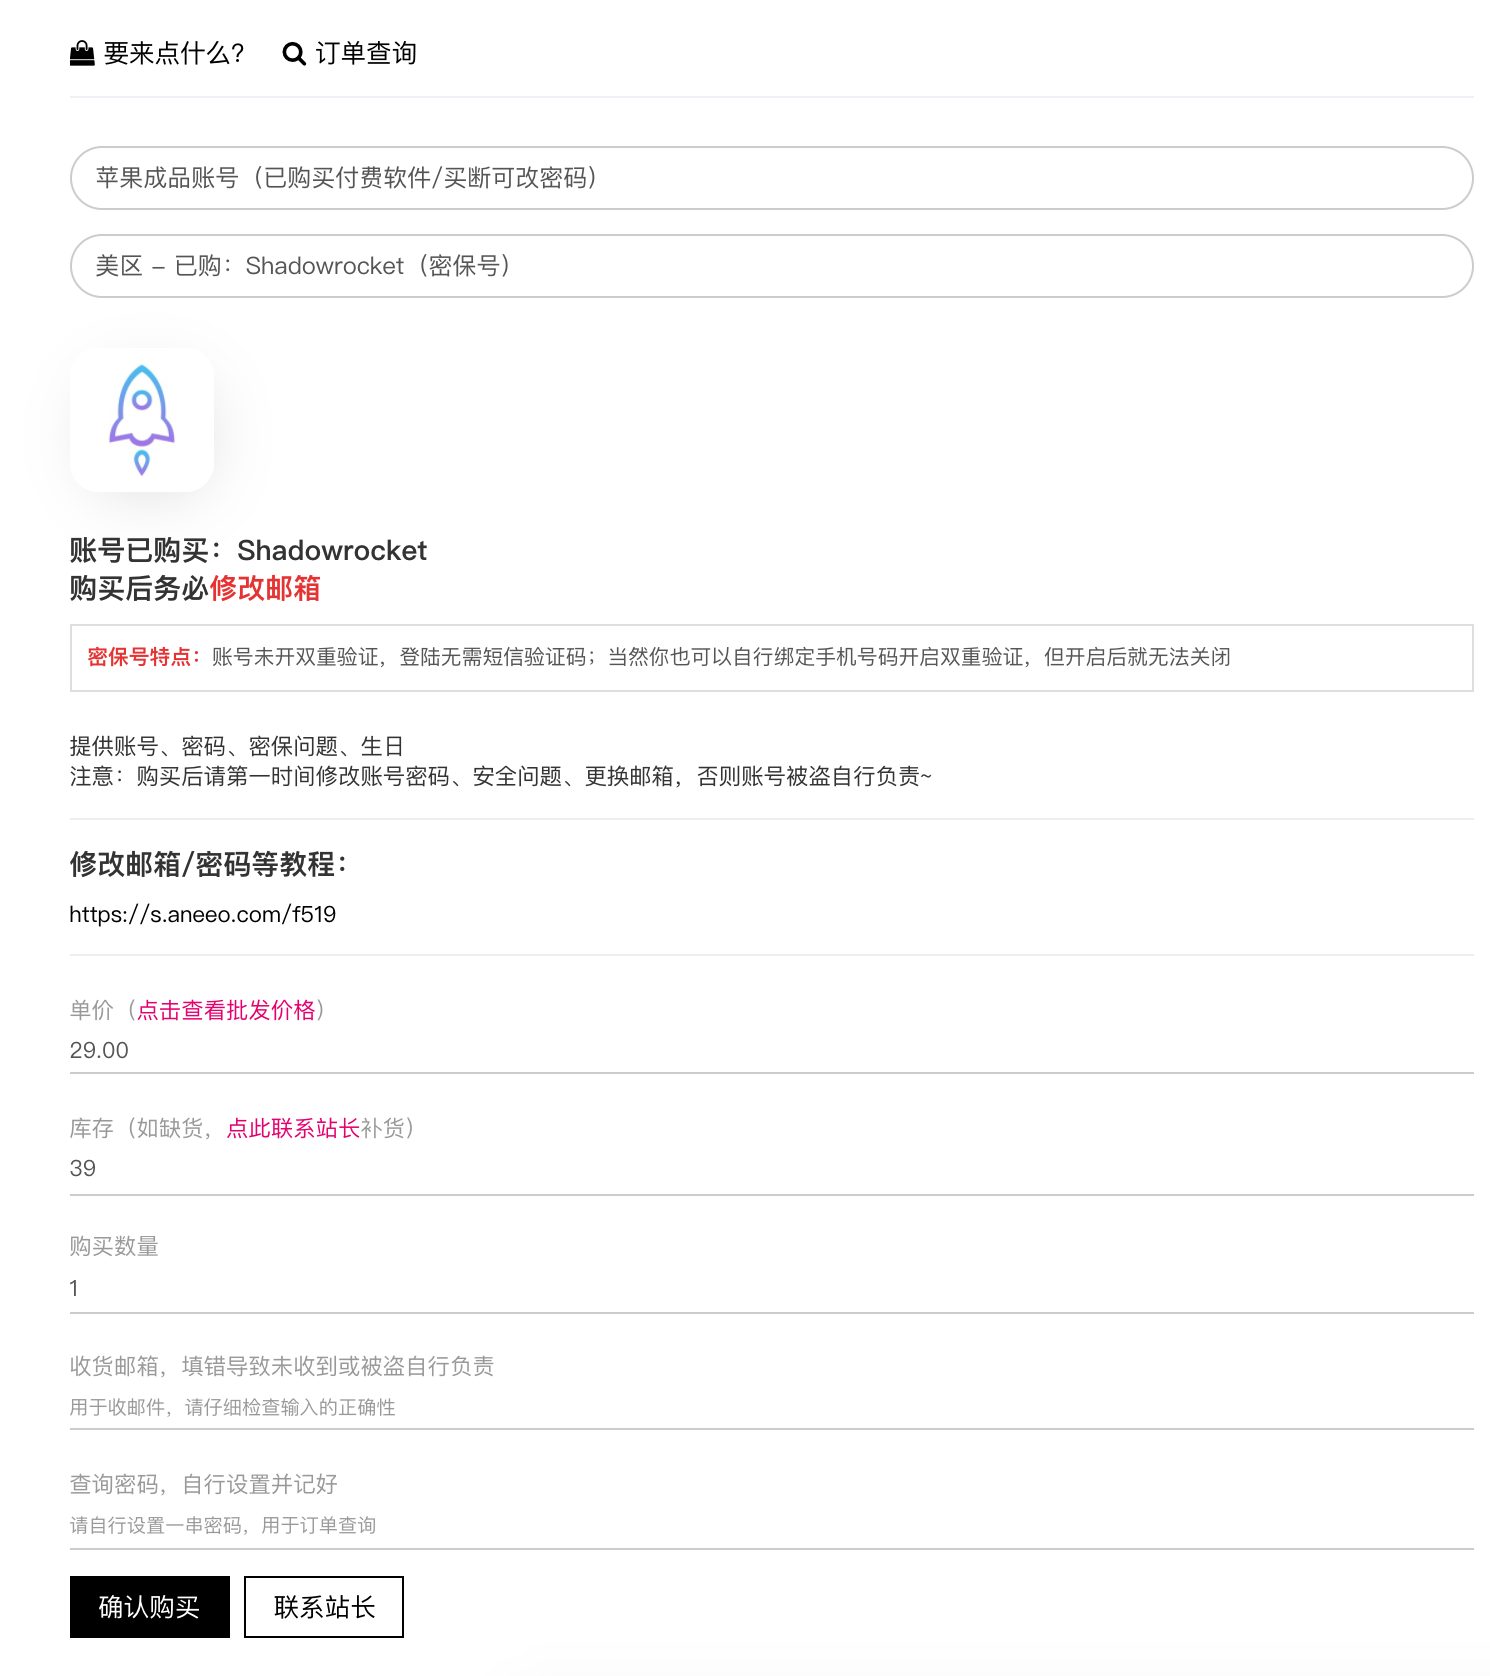 要来点什么？ 订单查询
苹果成品账号（已购买付费软件/买断可改密码）
美区 – 已购：Shadowrocket（密保号）
账号已购买：Shadowrocket
购买后务必修改邮箱
密保号特点：账号未开双重验证，登陆无需短信验证码；当然你也可以自行绑定手机号码开启双重验证，但开启后就无法关闭
提供账号、密码、密保问题、生日
注意：购买后请第一时间修改账号密码、安全问题、更换邮箱，否则账号被盗自行负责~
修改邮箱/密码等教程：
https://s.aneeo.com/f519
单价（点击查看批发价格）
29.00
库存（如缺货，点此联系站长补货）
39
购买数量
1
收货邮箱，填错导致未收到或被盗自行负责
用于收邮件，请仔细检查输入的正确性
查询密码，自行设置并记好
请自行设置一串密码，用于订单查询
确认购买 联系站长